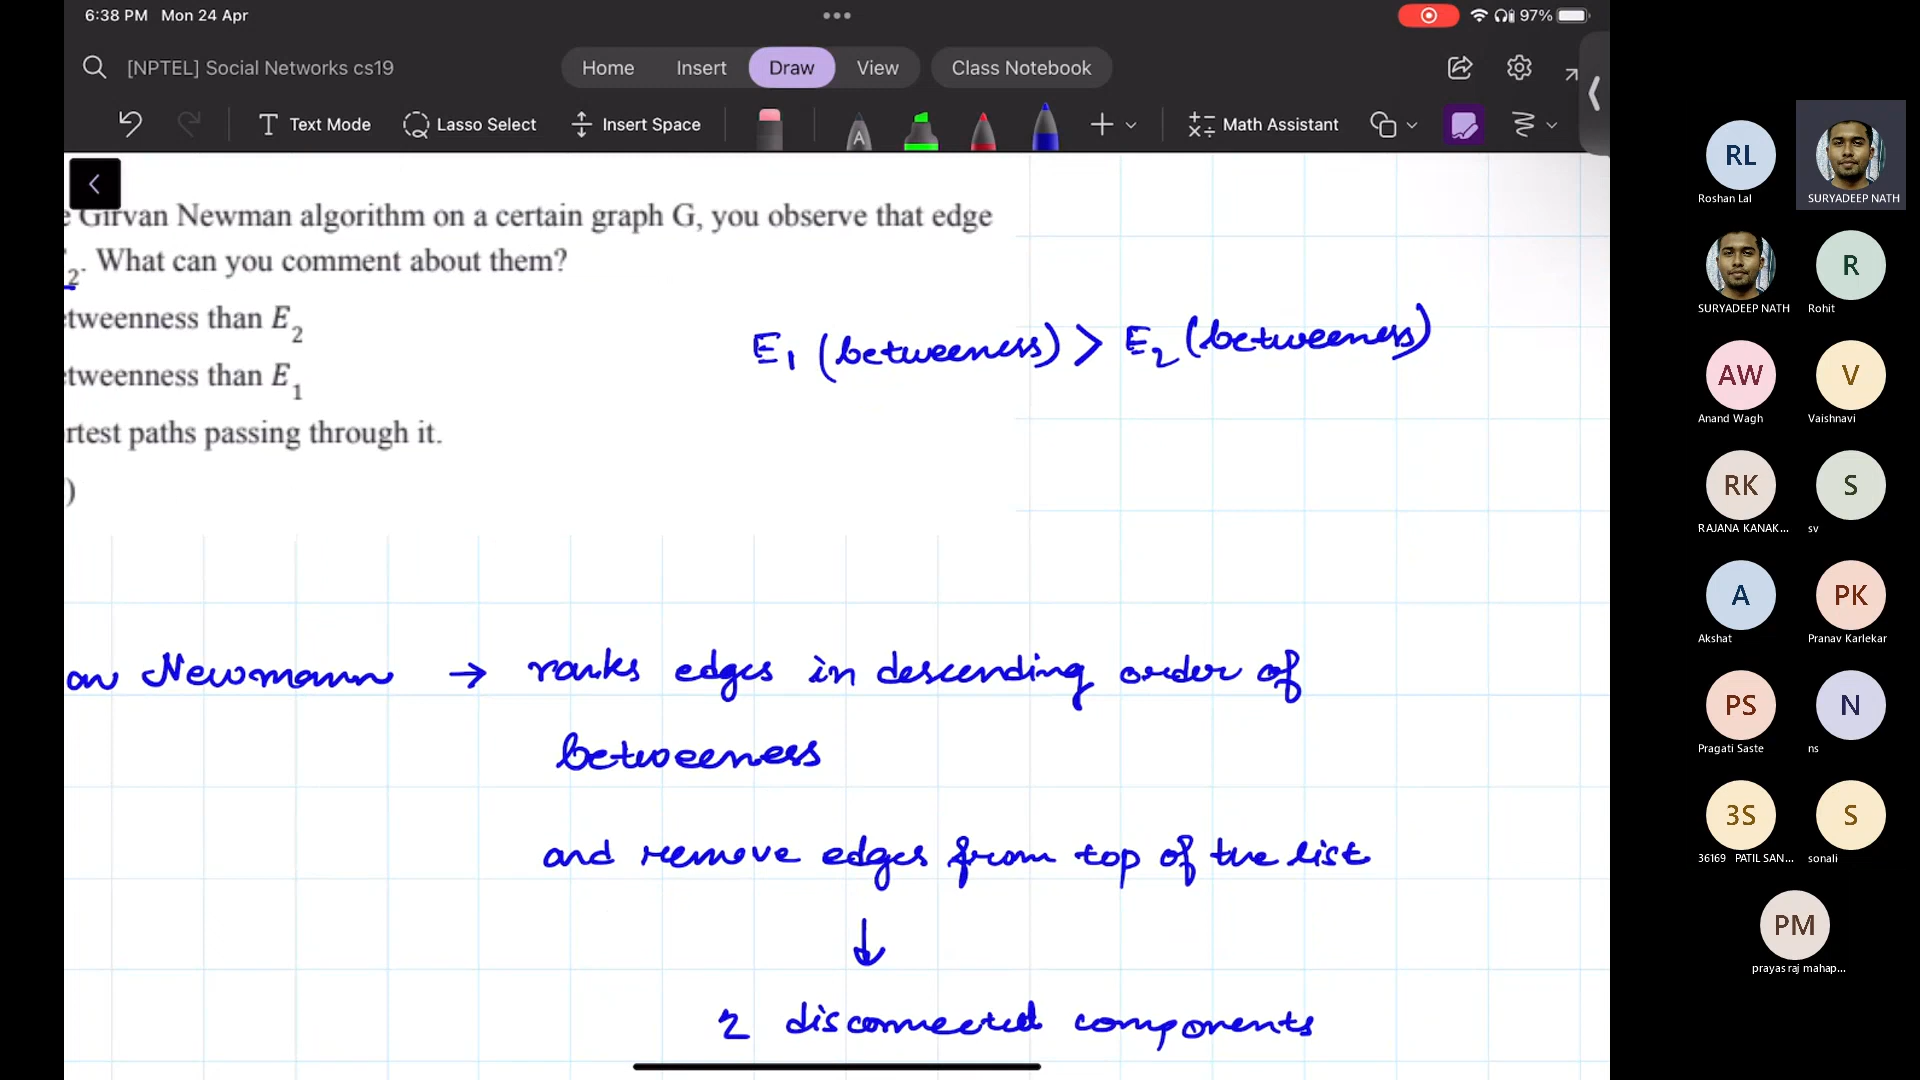 6:38 PM Mon 24 Apr
97%
[NPTEL] Social Networks cs19
Home Insert Draw View Class Notebook
Text Mode Lasso Select Insert Space Math Assistant
e Girvan Newman algorithm on a certain graph G, you observe that edge
2. What can you comment about them?
etweenness than E2
etweenness than E1
rtest paths passing through it.
)
E1 (betweeness) > E2 (betweeness)
an Newmann → ranks edges in descending order of
betweeness
and remove edges from top of the list
↓
2 disconnected components
RL
Roshan Lal
SURYADEEP NATH
SURYADEEP NATH
R
Rohit
AW
Anand Wagh
V
Vaishnavi
RK
RAJANA KANAK...
S
sv
A
Akshat
PK
Pranav Karlekar
PS
Pragati Saste
N
ns
3S
36169 PATIL SAN...
S
sonali
PM
prayas raj mahap...